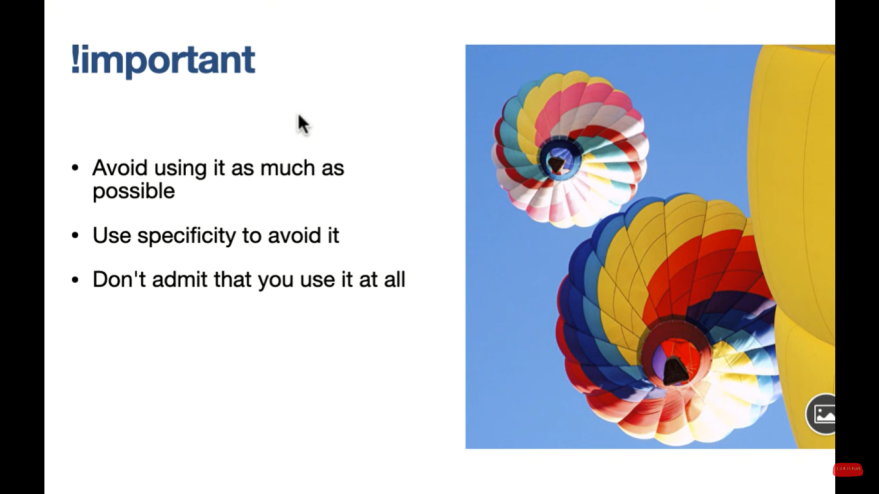 !important
• Avoid using it as much as
possible
• Use specificity to avoid it
• Don't admit that you use it at all